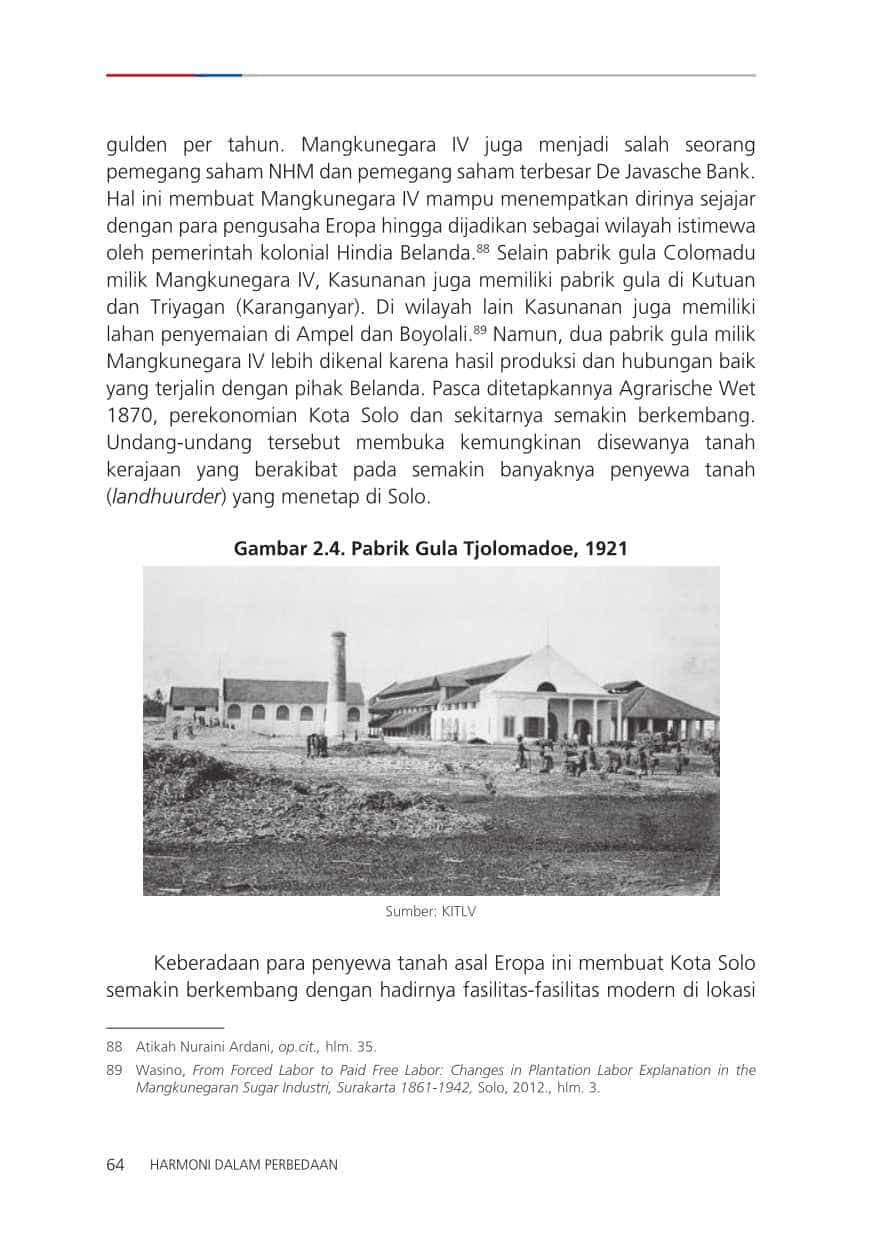 gulden per tahun. Mangkunegara IV juga menjadi salah seorang
pemegang saham NHM dan pemegang saham terbesar De Javasche Bank.
Hal ini membuat Mangkunegara IV mampu menempatkan dirinya sejajar
dengan para pengusaha Eropa hingga dijadikan sebagai wilayah istimewa
oleh pemerintah kolonial Hindia Belanda.88 Selain pabrik gula Colomadu
milik Mangkunegara IV, Kasunanan juga memiliki pabrik gula di Kutuan
dan Triyagan (Karanganyar). Di wilayah lain Kasunanan juga memiliki
lahan penyemaian di Ampel dan Boyolali.89 Namun, dua pabrik gula milik
Mangkunegara IV lebih dikenal karena hasil produksi dan hubungan baik
yang terjalin dengan pihak Belanda. Pasca ditetapkannya Agrarische Wet
1870, perekonomian Kota Solo dan sekitarnya semakin berkembang.
Undang-undang tersebut membuka kemungkinan disewanya tanah
kerajaan yang berakibat pada semakin banyaknya penyewa tanah
(landhuurder) yang menetap di Solo.
Gambar 2.4. Pabrik Gula Tjolomadoe, 1921
Sumber: KITLV
Keberadaan para penyewa tanah asal Eropa ini membuat Kota Solo
semakin berkembang dengan hadirnya fasilitas-fasilitas modern di lokasi
88 Atikah Nuraini Ardani, op.cit., hlm. 35.
89 Wasino, From Forced Labor to Paid Free Labor: Changes in Plantation Labor Explanation in the
Mangkunegaran Sugar Industri, Surakarta 1861-1942, Solo, 2012., hlm. 3.
64 HARMONI DALAM PERBEDAAN